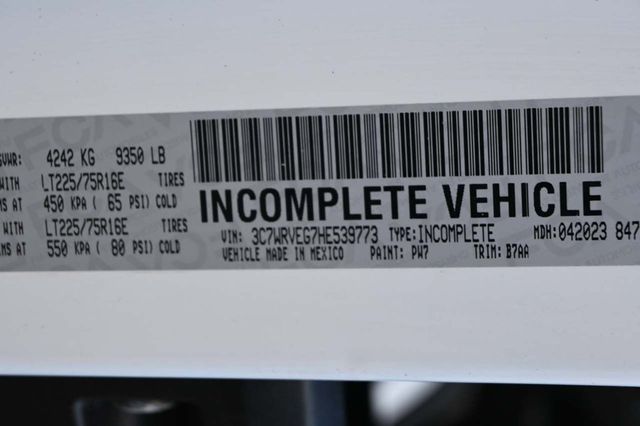 GVWR: 4242 KG 9350 LB
WITH LT225/75R16E TIRES
MS AT 450 KPA ( 65 PSI) COLD
WITH LT225/75R16E TIRES
MS AT 550 KPA ( 80 PSI) COLD
INCOMPLETE VEHICLE
VIN: 3C7WRVEG7HE539773 TYPE: INCOMPLETE MDH: 042023 847
VEHICLE MADE IN MEXICO PAINT: PW7 TRIM: B7AA